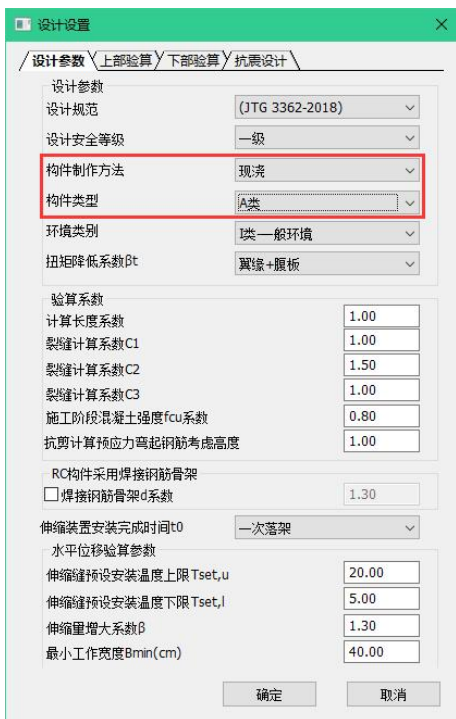 设计设置
设计参数 上部验算 下部验算 抗震设计
设计参数
设计规范 (JTG 3362-2018)
设计安全等级 一级
构件制作方法 现浇
构件类型 A类
环境类别 I类—般环境
扭矩降低系数βt 翼缘+腹板
验算系数
计算长度系数 1.00
裂缝计算系数C1 1.00
裂缝计算系数C2 1.50
裂缝计算系数C3 1.00
施工阶段混凝土强度fcu系数 0.80
抗剪计算预应力弯起钢筋考虑高度 1.00
RC构件采用焊接钢筋骨架
焊接钢筋骨架d系数 1.30
伸缩装置安装完成时间t0 一次落架
水平位移验算参数
伸缩缝预设安装温度上限Tset,u 20.00
伸缩缝预设安装温度下限Tset,l 5.00
伸缩量增大系数β 1.30
最小工作宽度Bmin(cm) 40.00
确定 取消